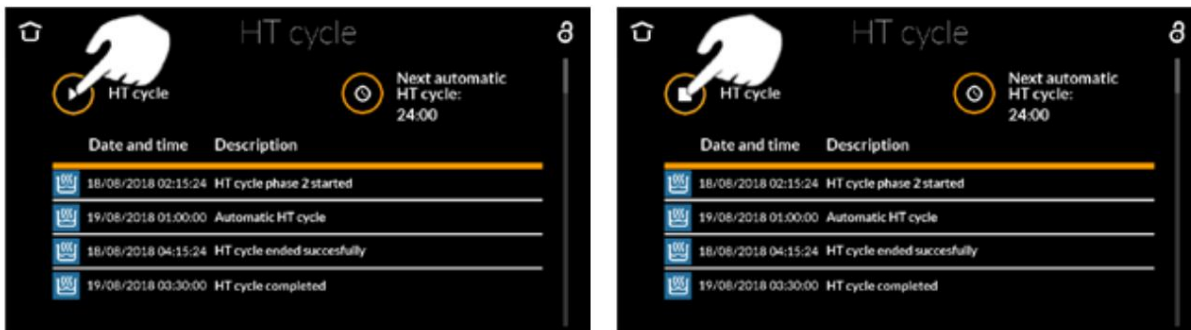 HT cycle
HT cycle
Next automatic
HT cycle:
24:00
Date and time Description
18/08/2018 02:15:24 HT cycle phase 2 started
19/08/2018 01:00:00 Automatic HT cycle
18/08/2018 04:15:24 HT cycle ended succesfully
19/08/2018 03:30:00 HT cycle completed
HT cycle
HT cycle
Next automatic
HT cycle:
24:00
Date and time Description
18/08/2018 02:15:24 HT cycle phase 2 started
19/08/2018 01:00:00 Automatic HT cycle
18/08/2018 04:15:24 HT cycle ended succesfully
19/08/2018 03:30:00 HT cycle completed